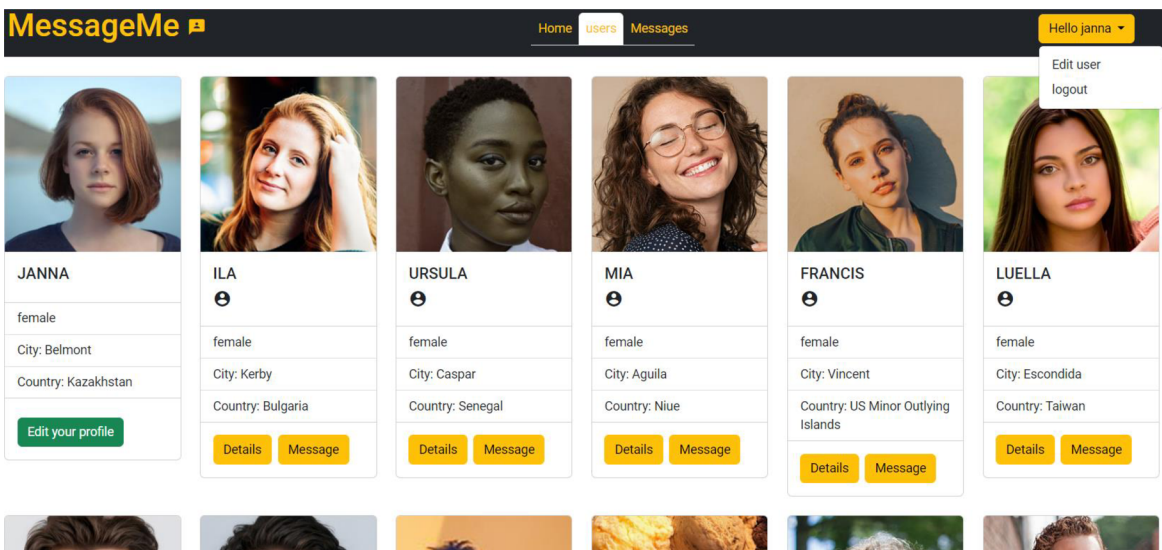 MessageMe
Home users Messages
Hello janna
Edit user
logout
JANNA
female
City: Belmont
Country: Kazakhstan
Edit your profile
ILA
female
City: Kerby
Country: Bulgaria
Details Message
URSULA
female
City: Caspar
Country: Senegal
Details Message
MIA
female
City: Aguila
Country: Niue
Details Message
FRANCIS
female
City: Vincent
Country: US Minor Outlying
Islands
Details Message
LUELLA
female
City: Escondida
Country: Taiwan
Details Message